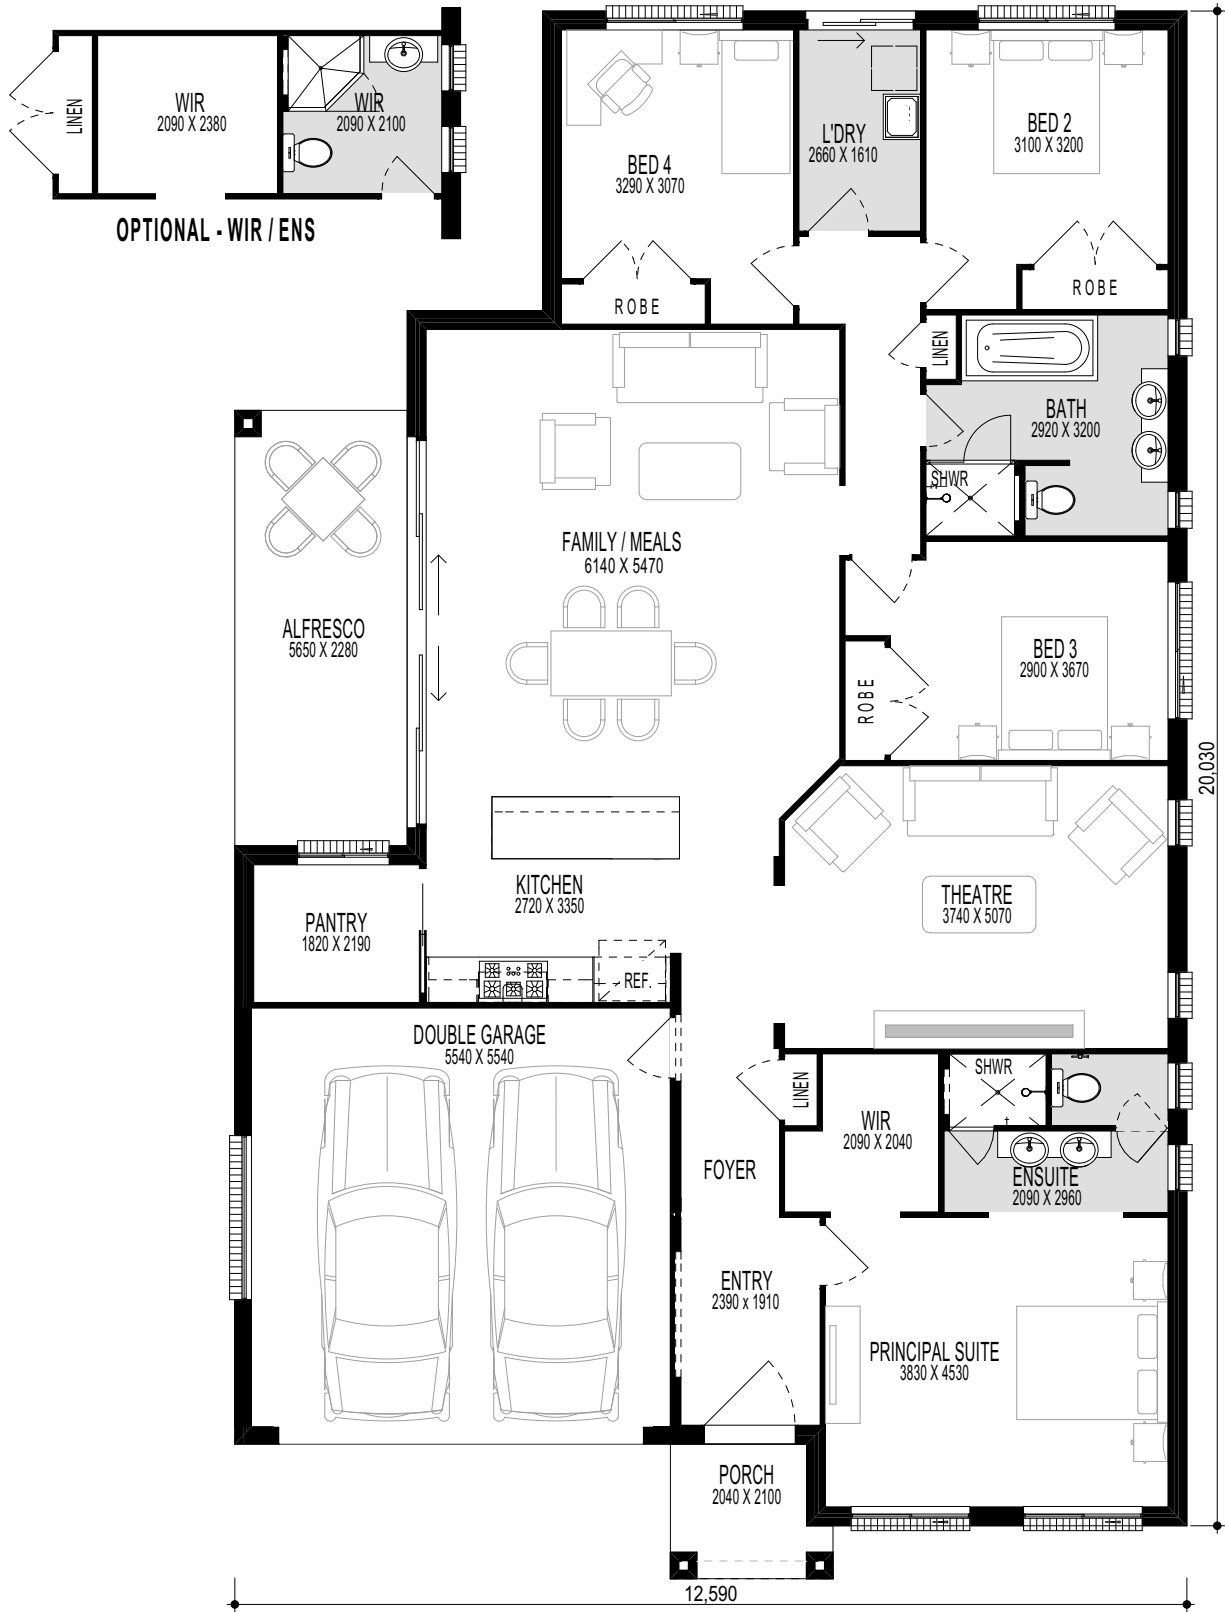 LINEN
WIR
2090 X 2380
WIR
2090 X 2100
OPTIONAL - WIR / ENS
BED 4
3290 X 3070
L'DRY
2660 X 1610
BED 2
3100 X 3200
ROBE
ROBE
LINEN
BATH
2920 X 3200
SHWR
FAMILY / MEALS
6140 X 5470
ALFRESCO
5650 X 2280
BED 3
2900 X 3670
ROBE
20,030
KITCHEN
2720 X 3350
THEATRE
3740 X 5070
PANTRY
1820 X 2190
REF.
DOUBLE GARAGE
5540 X 5540
LINEN
SHWR
WIR
2090 X 2040
FOYER
ENSUITE
2090 X 2960
ENTRY
2390 x 1910
PRINCIPAL SUITE
3830 X 4530
PORCH
2040 X 2100
12,590